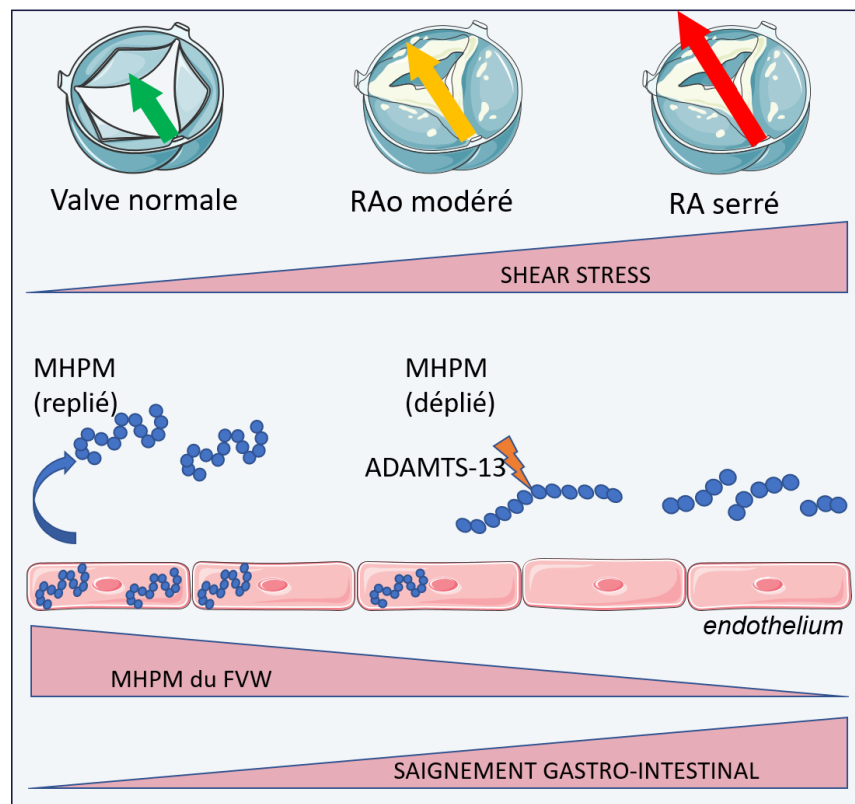 Valve normale
RAo modéré
RA serré
SHEAR STRESS
MHPM
(replié)
MHPM
(déplié)
ADAMTS-13
endothelium
MHPM du FVW
SAIGNEMENT GASTRO-INTESTINAL